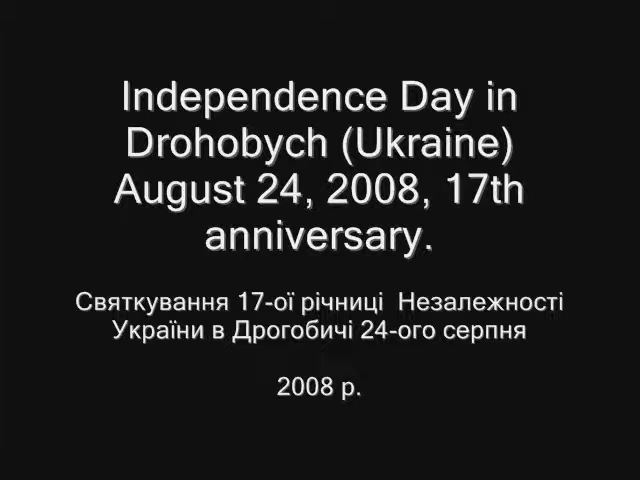 Independence Day in
Drohobych (Ukraine)
August 24, 2008, 17th
anniversary.
Святкування 17-ої річниці Незалежності
України в Дрогобичі 24-ого серпня
2008 р.